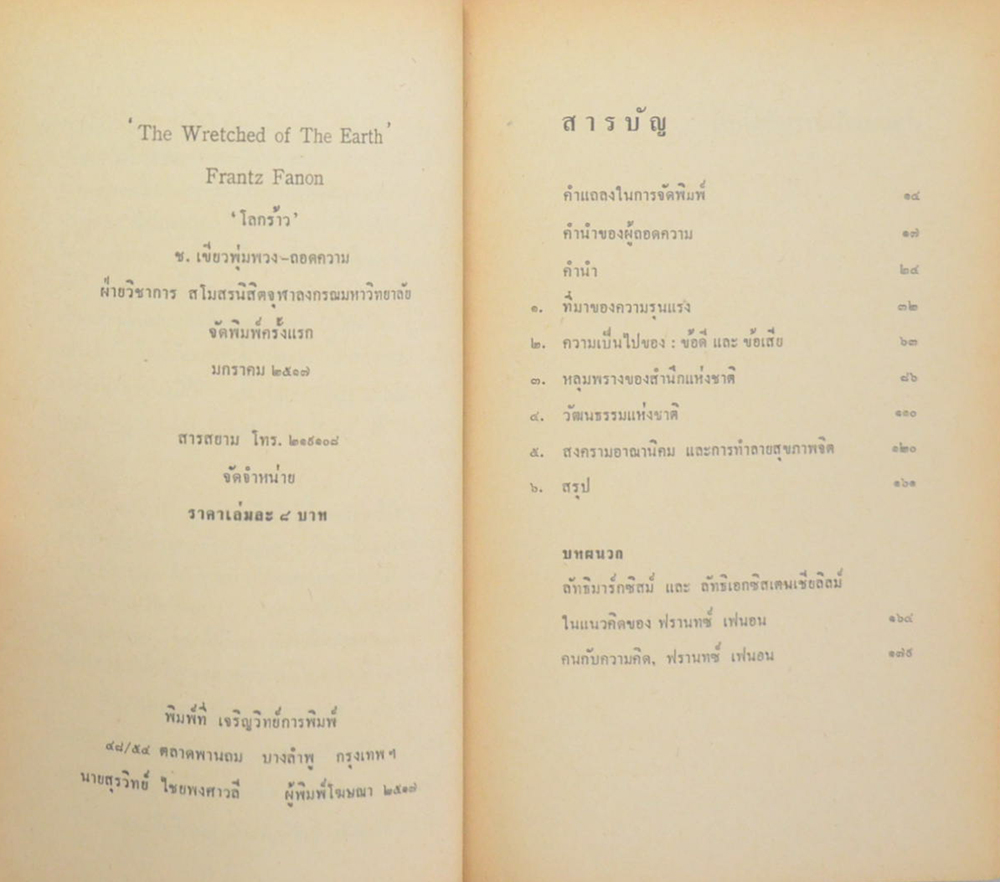 'The Wretched of The Earth'
Frantz Fanon
'โลกร้าว'
ช. เขียวพุ่มพวง-ถอดความ
ฝ่ายวิชาการ สโมสรนิสิตจุฬาลงกรณมหาวิทยาลัย
จัดพิมพ์ครั้งแรก
มกราคม ๒๕๑๗
สารสยาม โทร. ๒๑๙๑๐๘
จัดจำหน่าย
ราคาเล่มละ ๘ บาท
พิมพ์ที่ เจริญวิทย์การพิมพ์
๔๘/๕๔ ตลาดพานถม บางลำพู กรุงเทพฯ
นายสุรวิทย์ ไชยพงศาวลี ผู้พิมพ์โฆษณา ๒๕๑๗
สารบัญ
คำแถลงในการจัดพิมพ์ ๑๔
คำนำของผู้ถอดความ ๑๗
คำนำ ๒๔
๑. ที่มาของความรุนแรง ๓๒
๒. ความเป็นไปของ : ข้อดี และ ข้อเสีย ๖๓
๓. หลุมพรางของสำนึกแห่งชาติ ๘๖
๔. วัฒนธรรมแห่งชาติ ๑๑๐
๕. สงครามอาณานิคม และการทำลายสุขภาพจิต ๑๒๐
๖. สรุป ๑๖๑
บทผนวก
ลัทธิมาร์กซิสม์ และ ลัทธิเอกซิสเตนเชียลิสม์
ในแนวคิดของ ฟรานทซ์ เฟนอน ๑๖๔
คนกับความคิด, ฟรานทซ์ เฟนอน ๑๗๙